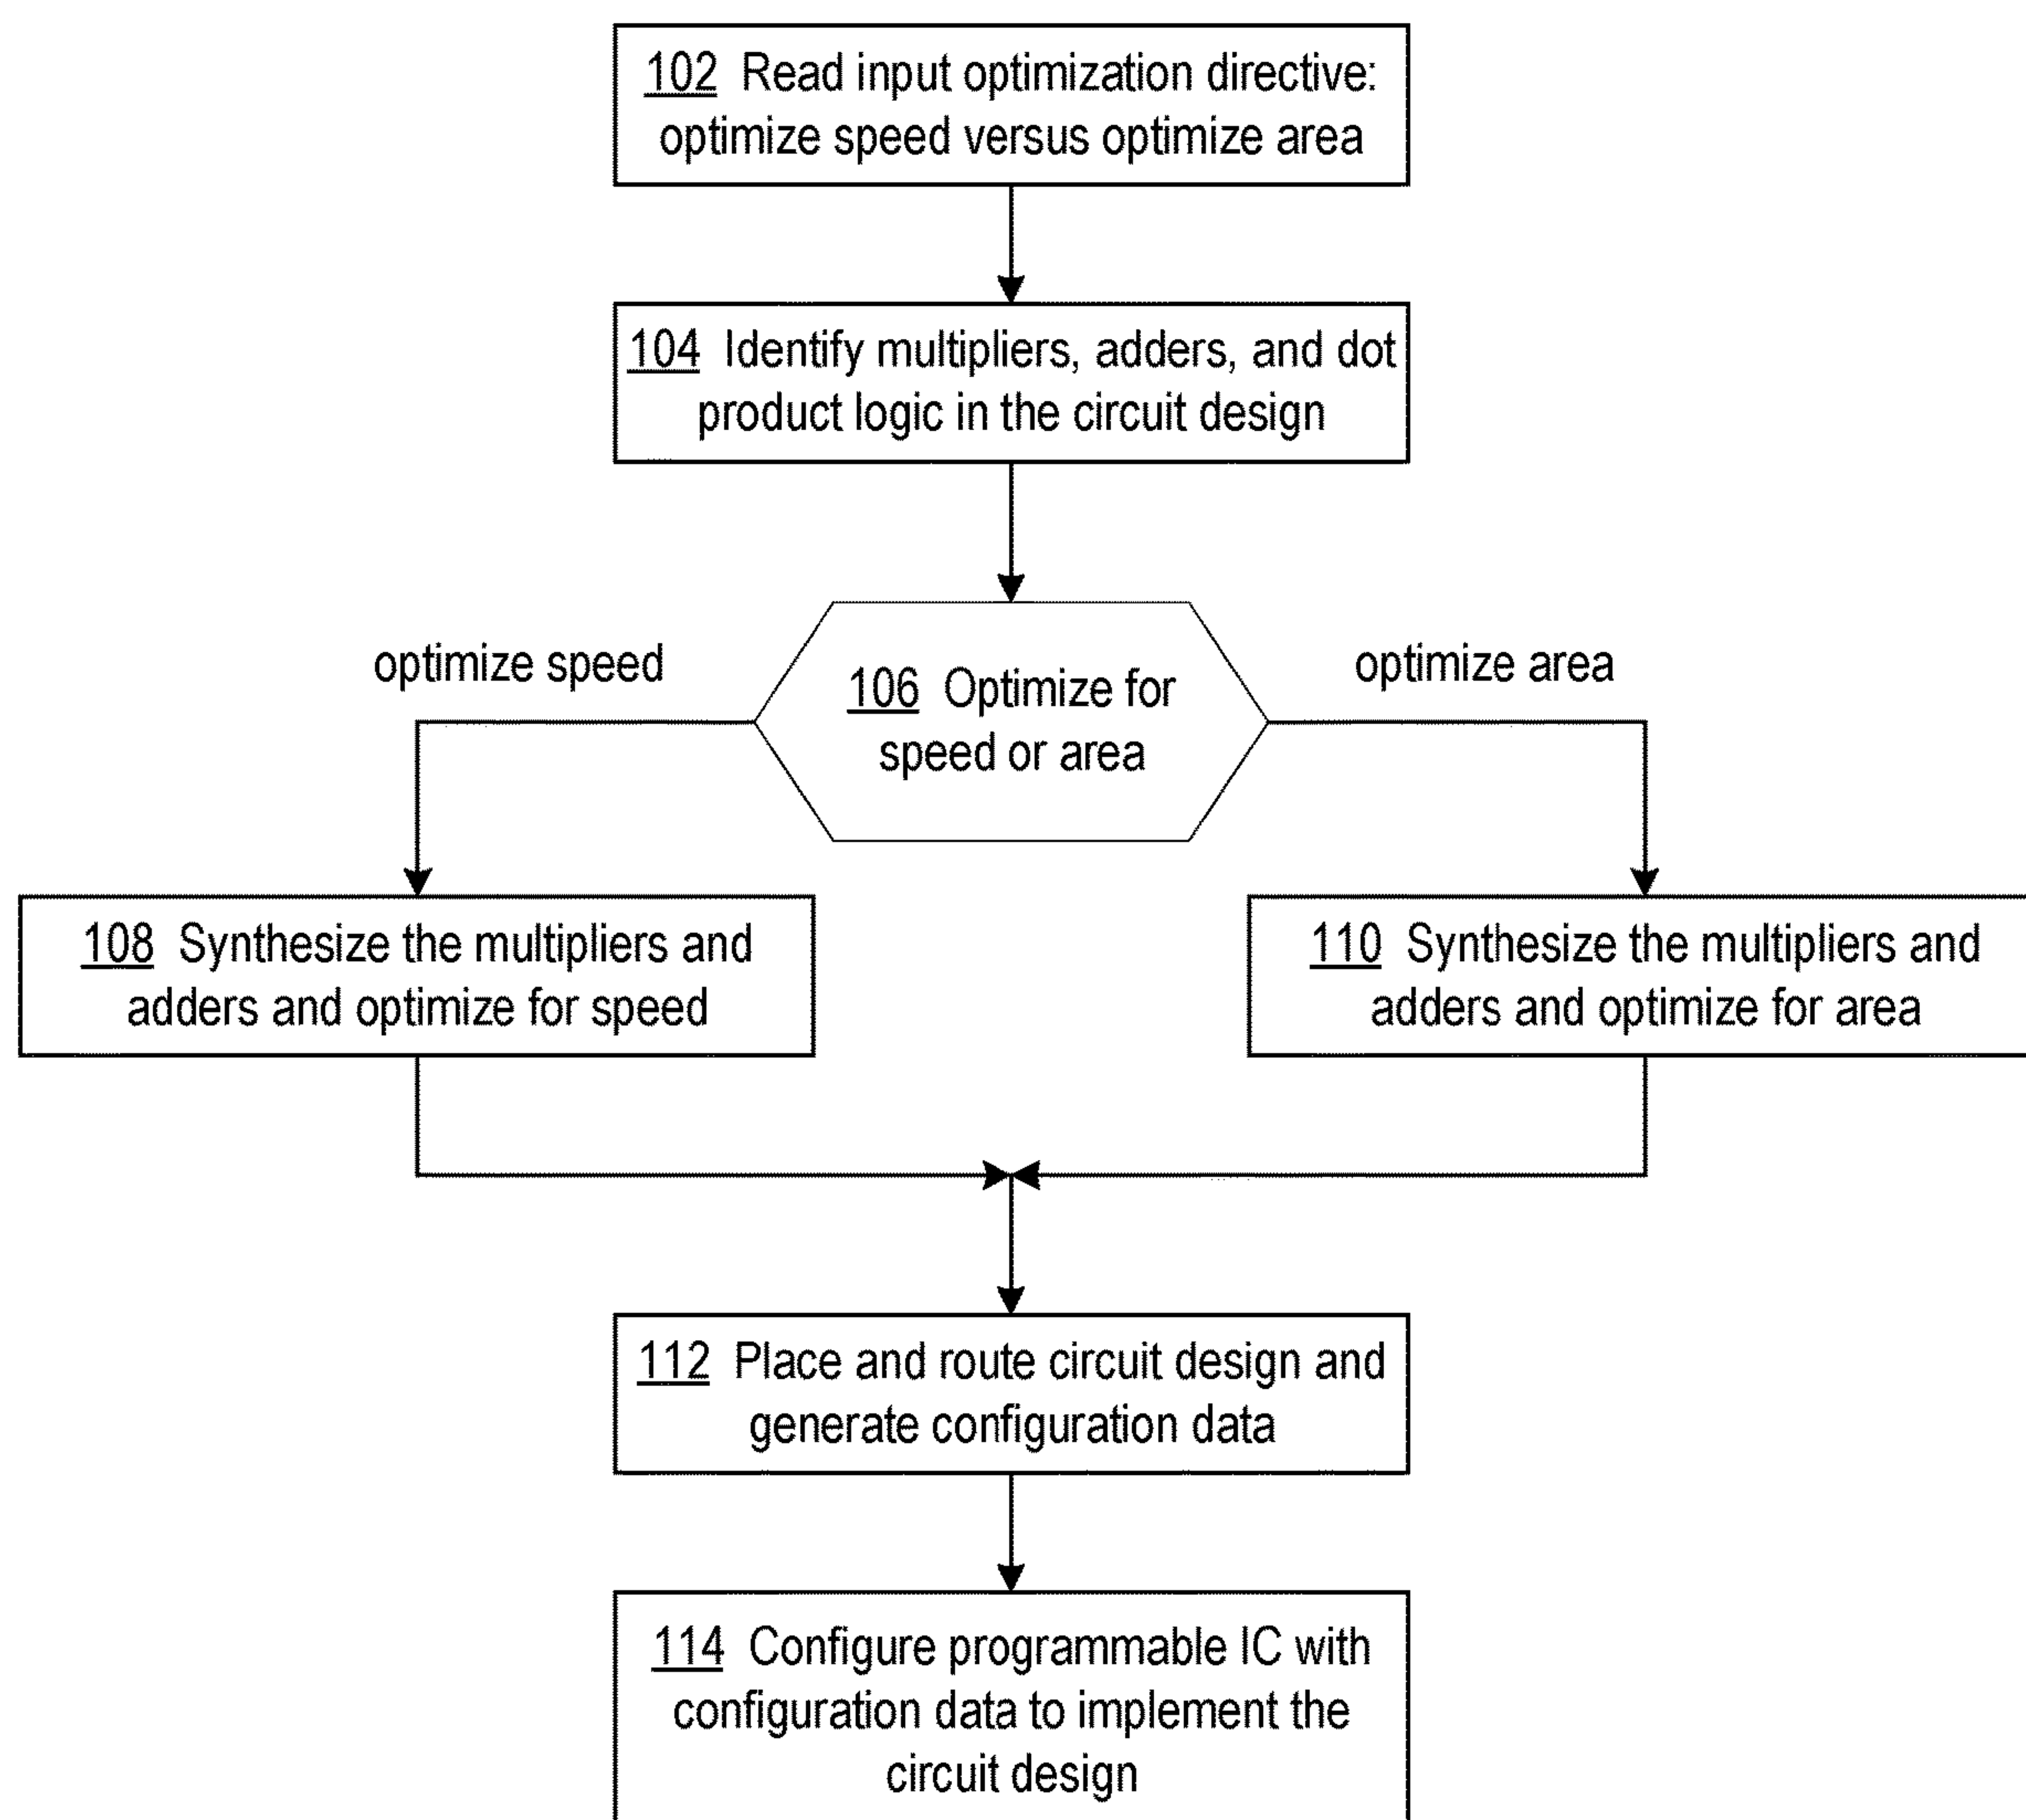 102 Read input optimization directive:
optimize speed versus optimize area
104 Identify multipliers, adders, and dot
product logic in the circuit design
optimize speed
106 Optimize for
speed or area
optimize area
108 Synthesize the multipliers and
adders and optimize for speed
110 Synthesize the multipliers and
adders and optimize for area
112 Place and route circuit design and
generate configuration data
114 Configure programmable IC with
configuration data to implement the
circuit design